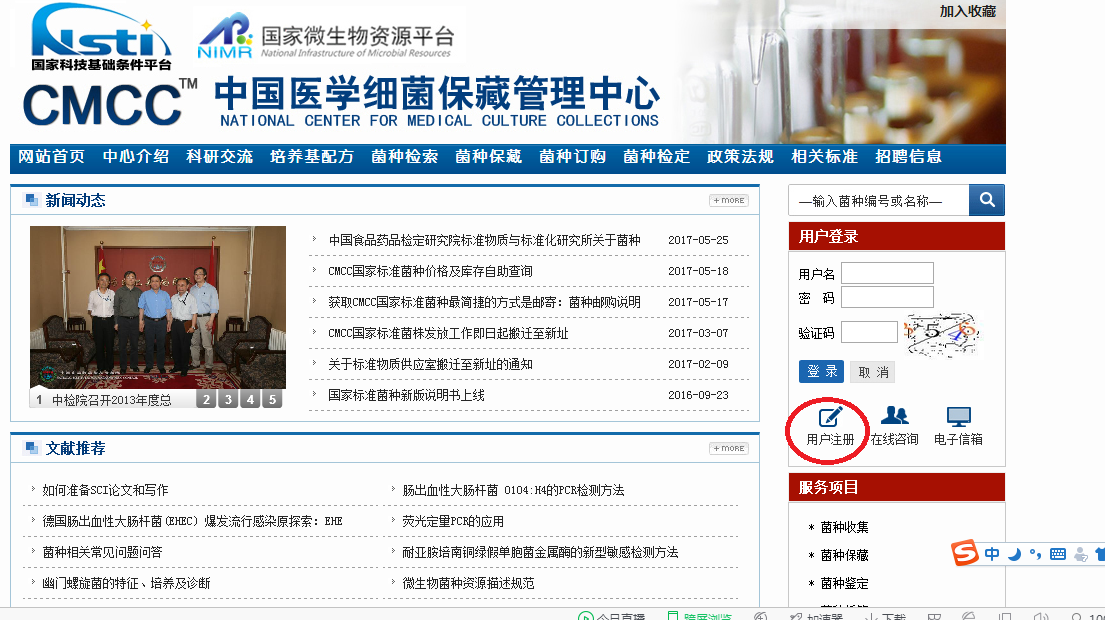 加入收藏
Nsti
国家科技基础条件平台
NIMR
国家微生物资源平台
National Infrastructure of Microbial Resources
CMCC™
中国医学细菌保藏管理中心
NATIONAL CENTER FOR MEDICAL CULTURE COLLECTIONS
网站首页 中心介绍 科研交流 培养基配方 菌种检索 菌种保藏 菌种订购 菌种检定 政策法规 相关标准 招聘信息
新闻动态
+ MORE
中国食品药品检定研究院标准物质与标准化研究所关于菌种 2017-05-25
CMCC国家标准菌种价格及库存自助查询 2017-05-18
获取CMCC国家标准菌种最简捷的方式是邮寄：菌种邮购说明 2017-05-17
CMCC国家标准菌株发放工作即日起搬迁至新址 2017-03-07
关于标准物质供应室搬迁至新址的通知 2017-02-09
国家标准菌种新版说明书上线 2016-09-23
1 中检院召开2013年度总 2 3 4 5
文献推荐
+ MORE
如何准备SCI论文和写作
肠出血性大肠杆菌 O104:H4的PCR检测方法
德国肠出血性大肠杆菌(EHEC) 爆发流行感染原探索：EHE
荧光定量PCR的应用
菌种相关常见问题问答
耐亚胺培南铜绿假单胞菌金属酶的新型敏感检测方法
幽门螺旋菌的特征、培养及诊断
微生物菌种资源描述规范
—输入菌种编号或名称—
用户登录
用户名
密 码
验证码
登 录 取 消
用户注册 在线咨询 电子信箱
服务项目
* 菌种收集
* 菌种保藏
* 菌种鉴定
S 中
今日直播 跨屏浏览 加速器 下载